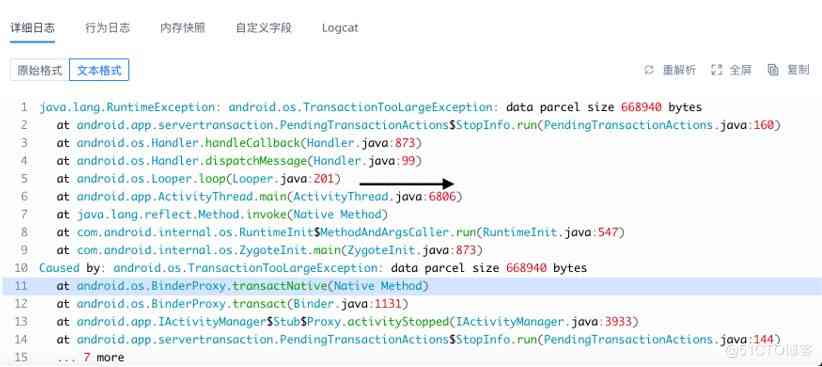 详细日志 行为日志 内存快照 自定义字段 Logcat
原始格式 文本格式 重解析 全屏 复制
1 java.lang.RuntimeException: android.os.TransactionTooLargeException: data parcel size 668940 bytes
2 at android.app.servertransaction.PendingTransactionActions$StopInfo.run(PendingTransactionActions.java:160)
3 at android.os.Handler.handleCallback(Handler.java:873)
4 at android.os.Handler.dispatchMessage(Handler.java:99)
5 at android.os.Looper.loop(Looper.java:201)
6 at android.app.ActivityThread.main(ActivityThread.java:6806)
7 at java.lang.reflect.Method.invoke(Native Method)
8 at com.android.internal.os.RuntimeInit$MethodAndArgsCaller.run(RuntimeInit.java:547)
9 at com.android.internal.os.ZygoteInit.main(ZygoteInit.java:873)
10 Caused by: android.os.TransactionTooLargeException: data parcel size 668940 bytes
11 at android.os.BinderProxy.transactNative(Native Method)
12 at android.os.BinderProxy.transact(Binder.java:1131)
13 at android.app.IActivityManager$Stub$Proxy.activityStopped(IActivityManager.java:3933)
14 at android.app.servertransaction.PendingTransactionActions$StopInfo.run(PendingTransactionActions.java:144)
15 ... 7 more
@51CTO博客